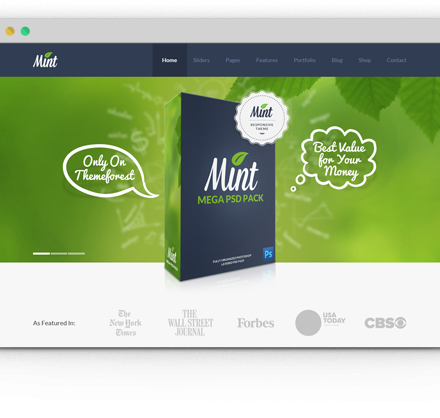 Mint
Home Sliders Pages Features Portfolio Blog Shop Contact
Mint
RESPONSIVE
THEME
Only On
Themeforest
Best Value
for Your
Money
Mint
MEGA PSD PACK
Mint
FULLY ORGANIZED PHOTOSHOP
LAYERED PSD FILES
Ps
As Featured In:
The
New York
Times
THE
WALL STREET
JOURNAL
Forbes
USA
TODAY
CBS